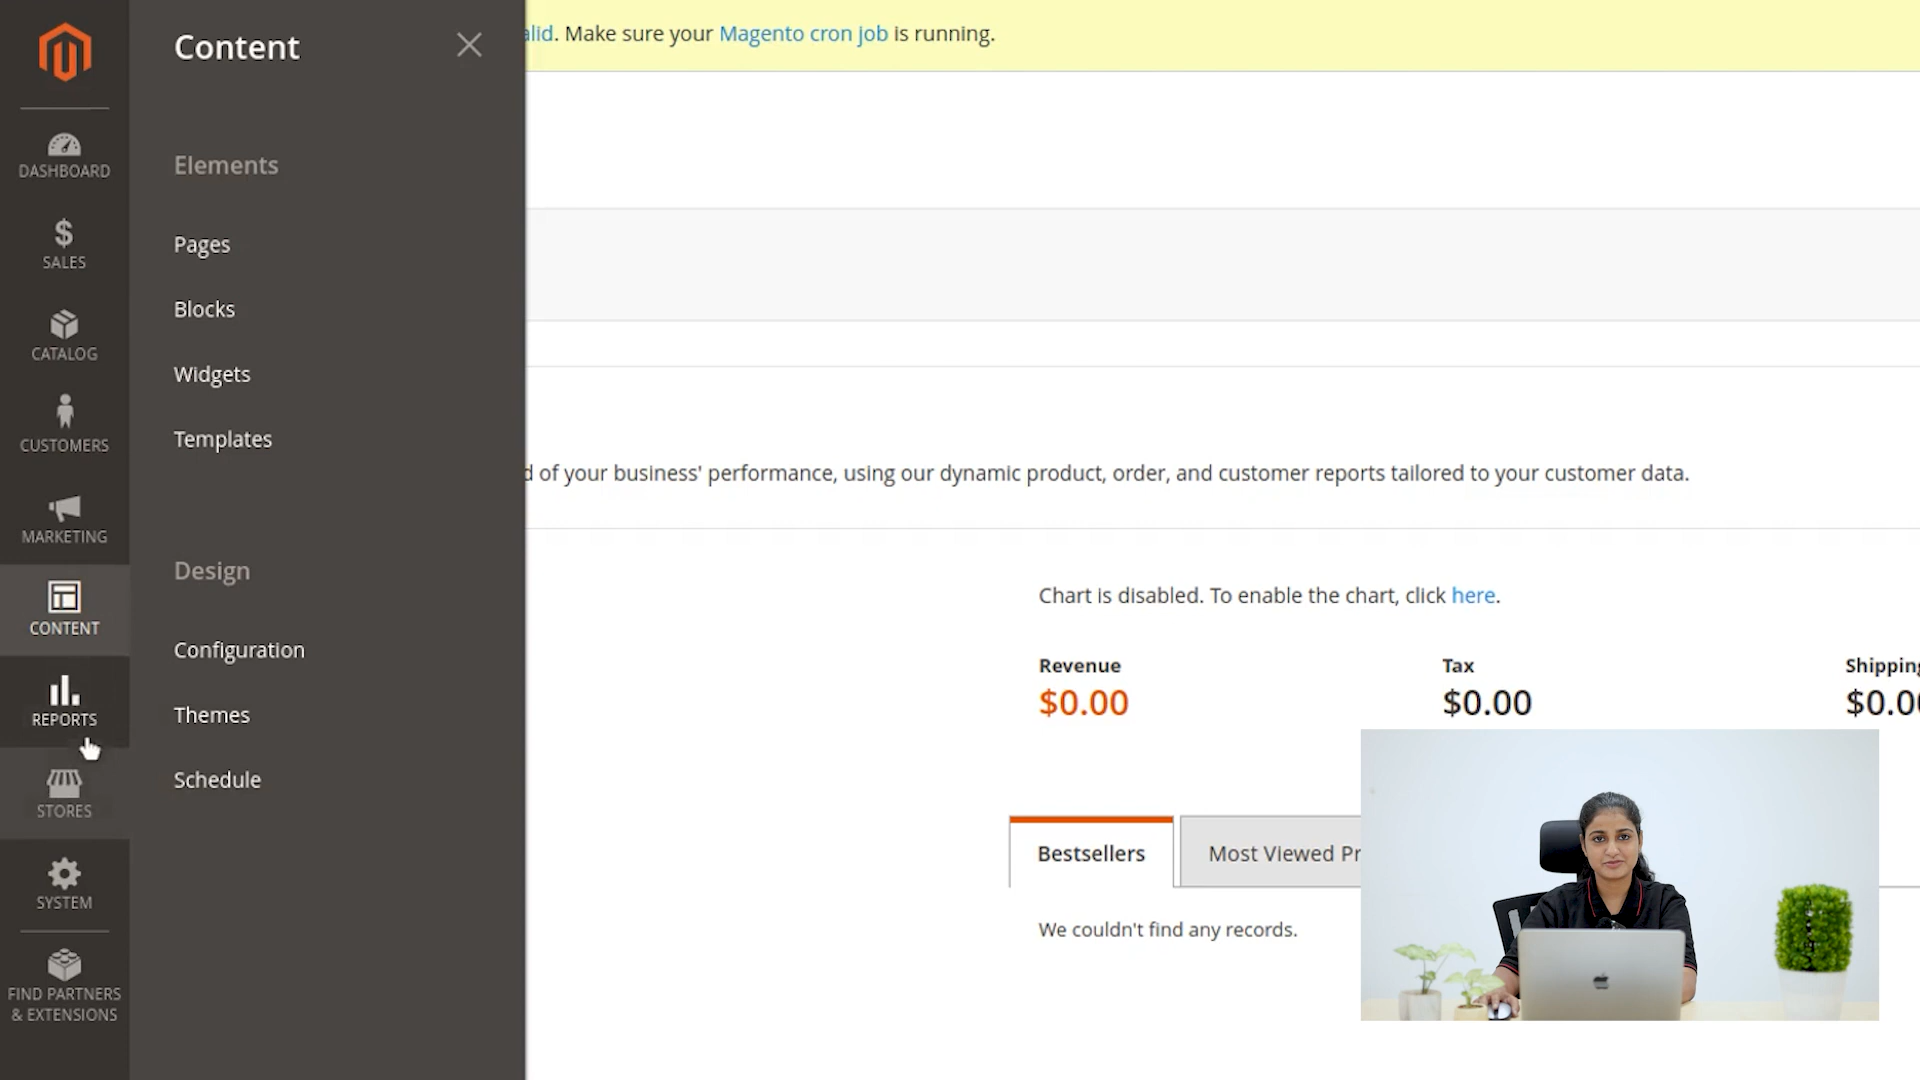 Content
alid. Make sure your Magento cron job is running.
DASHBOARD
SALES
CATALOG
CUSTOMERS
MARKETING
CONTENT
REPORTS
STORES
SYSTEM
FIND PARTNERS
& EXTENSIONS
Elements
Pages
Blocks
Widgets
Templates
Design
Configuration
Themes
Schedule
d of your business' performance, using our dynamic product, order, and customer reports tailored to your customer data.
Chart is disabled. To enable the chart, click here.
Revenue Tax Shipping
$0.00 $0.00 $0.00
Bestsellers Most Viewed Pr
We couldn't find any records.